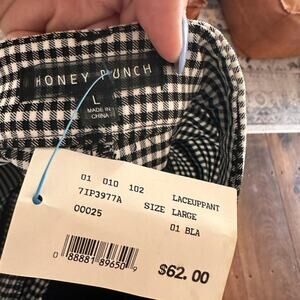 HONEY PUNCH
L
MADE IN
CHINA
01 010 102 LACEUPPANT
7IP3977A
00025 SIZE LARGE
01 BLA
0 88881 89650 9
$62.00